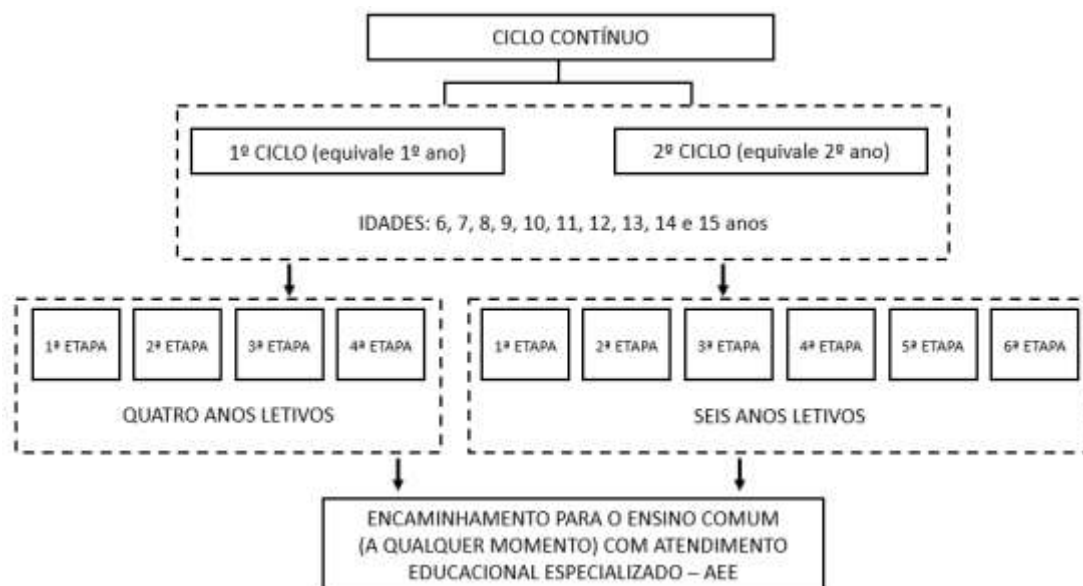 CICLO CONTÍNUO
1º CICLO (equivale 1º ano)
2º CICLO (equivale 2º ano)
IDADES: 6, 7, 8, 9, 10, 11, 12, 13, 14 e 15 anos
1ª ETAPA
2ª ETAPA
3ª ETAPA
4ª ETAPA
QUATRO ANOS LETIVOS
1ª ETAPA
2ª ETAPA
3ª ETAPA
4ª ETAPA
5ª ETAPA
6ª ETAPA
SEIS ANOS LETIVOS
ENCAMINHAMENTO PARA O ENSINO COMUM
(A QUALQUER MOMENTO) COM ATENDIMENTO
EDUCACIONAL ESPECIALIZADO – AEE